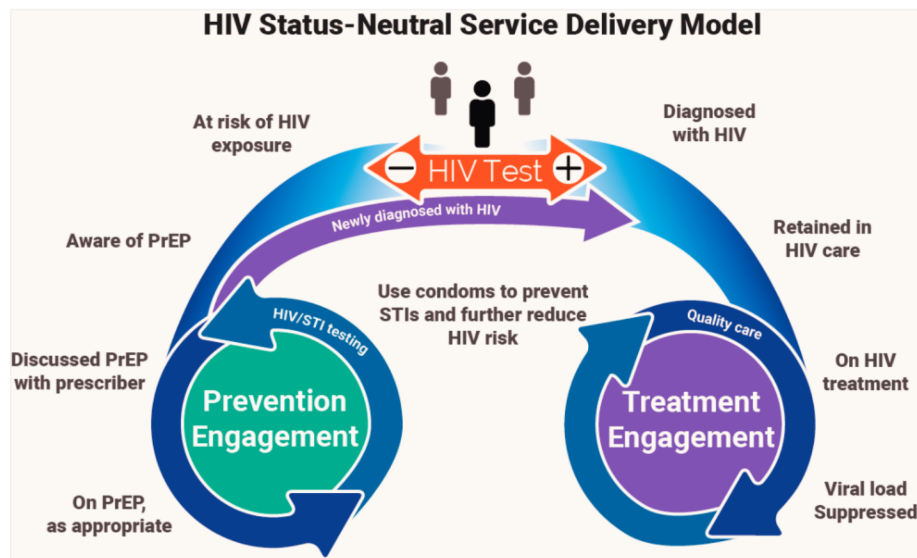 HIV Status-Neutral Service Delivery Model
At risk of HIV
exposure
Diagnosed
with HIV
− HIV Test +
Newly diagnosed with HIV
Aware of PrEP
Retained in
HIV care
Use condoms to prevent
STIs and further reduce
HIV risk
HIV/STI testing
Quality care
Discussed PrEP
with prescriber
On HIV
treatment
Prevention
Engagement
Treatment
Engagement
On PrEP,
as appropriate
Viral load
Suppressed